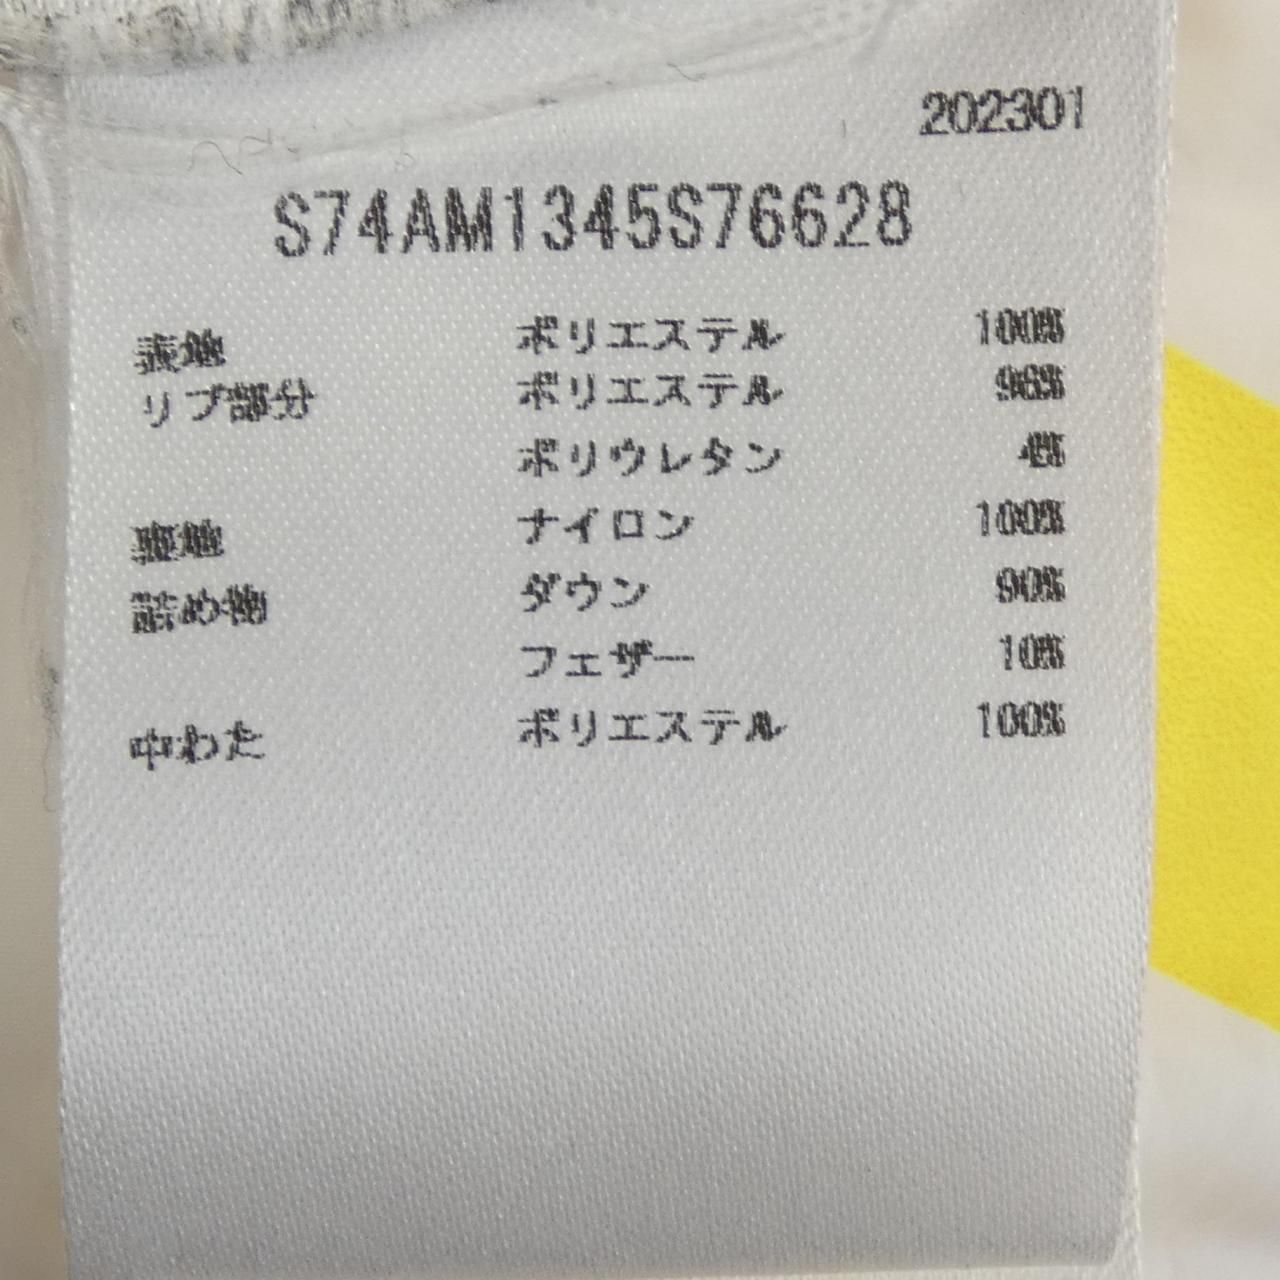 202301
S74AM1345S76628
表地 ポリエステル 100%
リブ部分 ポリエステル 96%
ポリウレタン 4%
裏地 ナイロン 100%
詰め物 ダウン 90%
フェザー 10%
中わた ポリエステル 100%